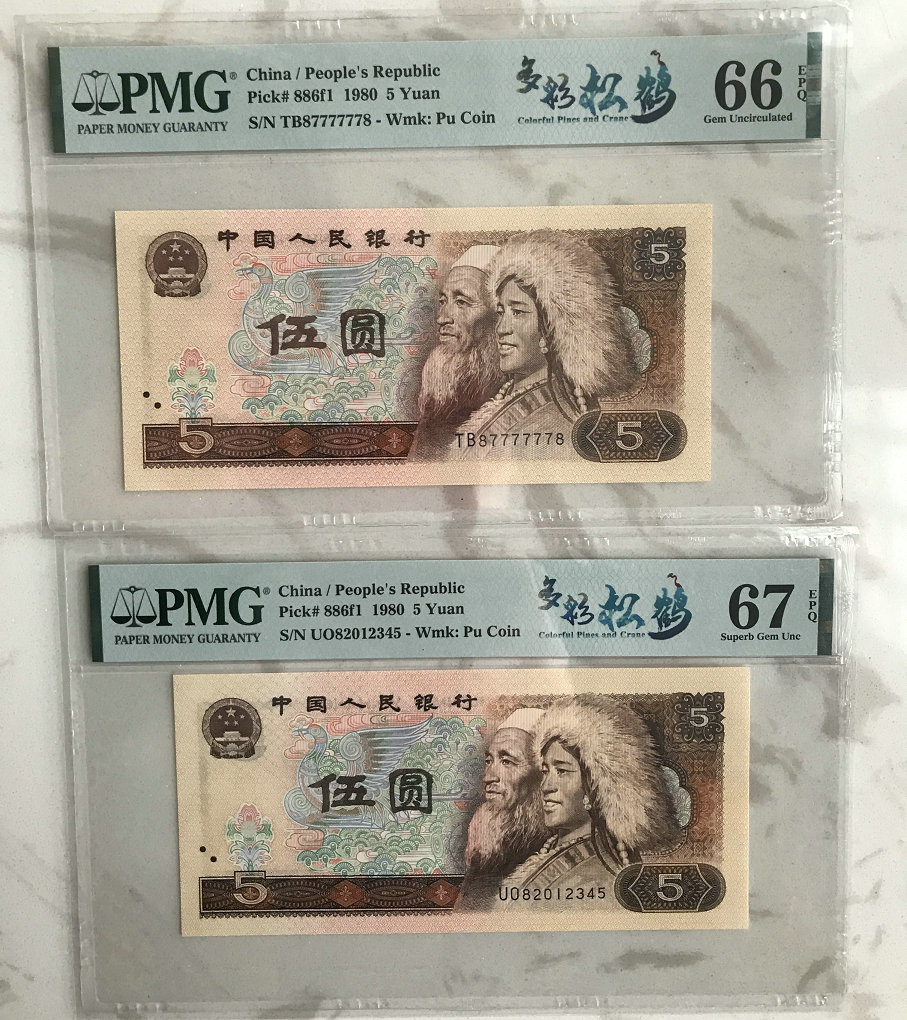 PMG®
PAPER MONEY GUARANTY
China / People's Republic
Pick# 886f1 1980 5 Yuan
S/N TB87777778 - Wmk: Pu Coin
多彩松鹤
Colorful Pines and Crane
66
Gem Uncirculated
EPQ
中国人民银行
5
伍圆
5
TB87777778
5
PMG®
PAPER MONEY GUARANTY
China / People's Republic
Pick# 886f1 1980 5 Yuan
S/N UO82012345 - Wmk: Pu Coin
多彩松鹤
Colorful Pines and Crane
67
Superb Gem Unc
EPQ
中国人民银行
5
伍圆
5
UO82012345
5